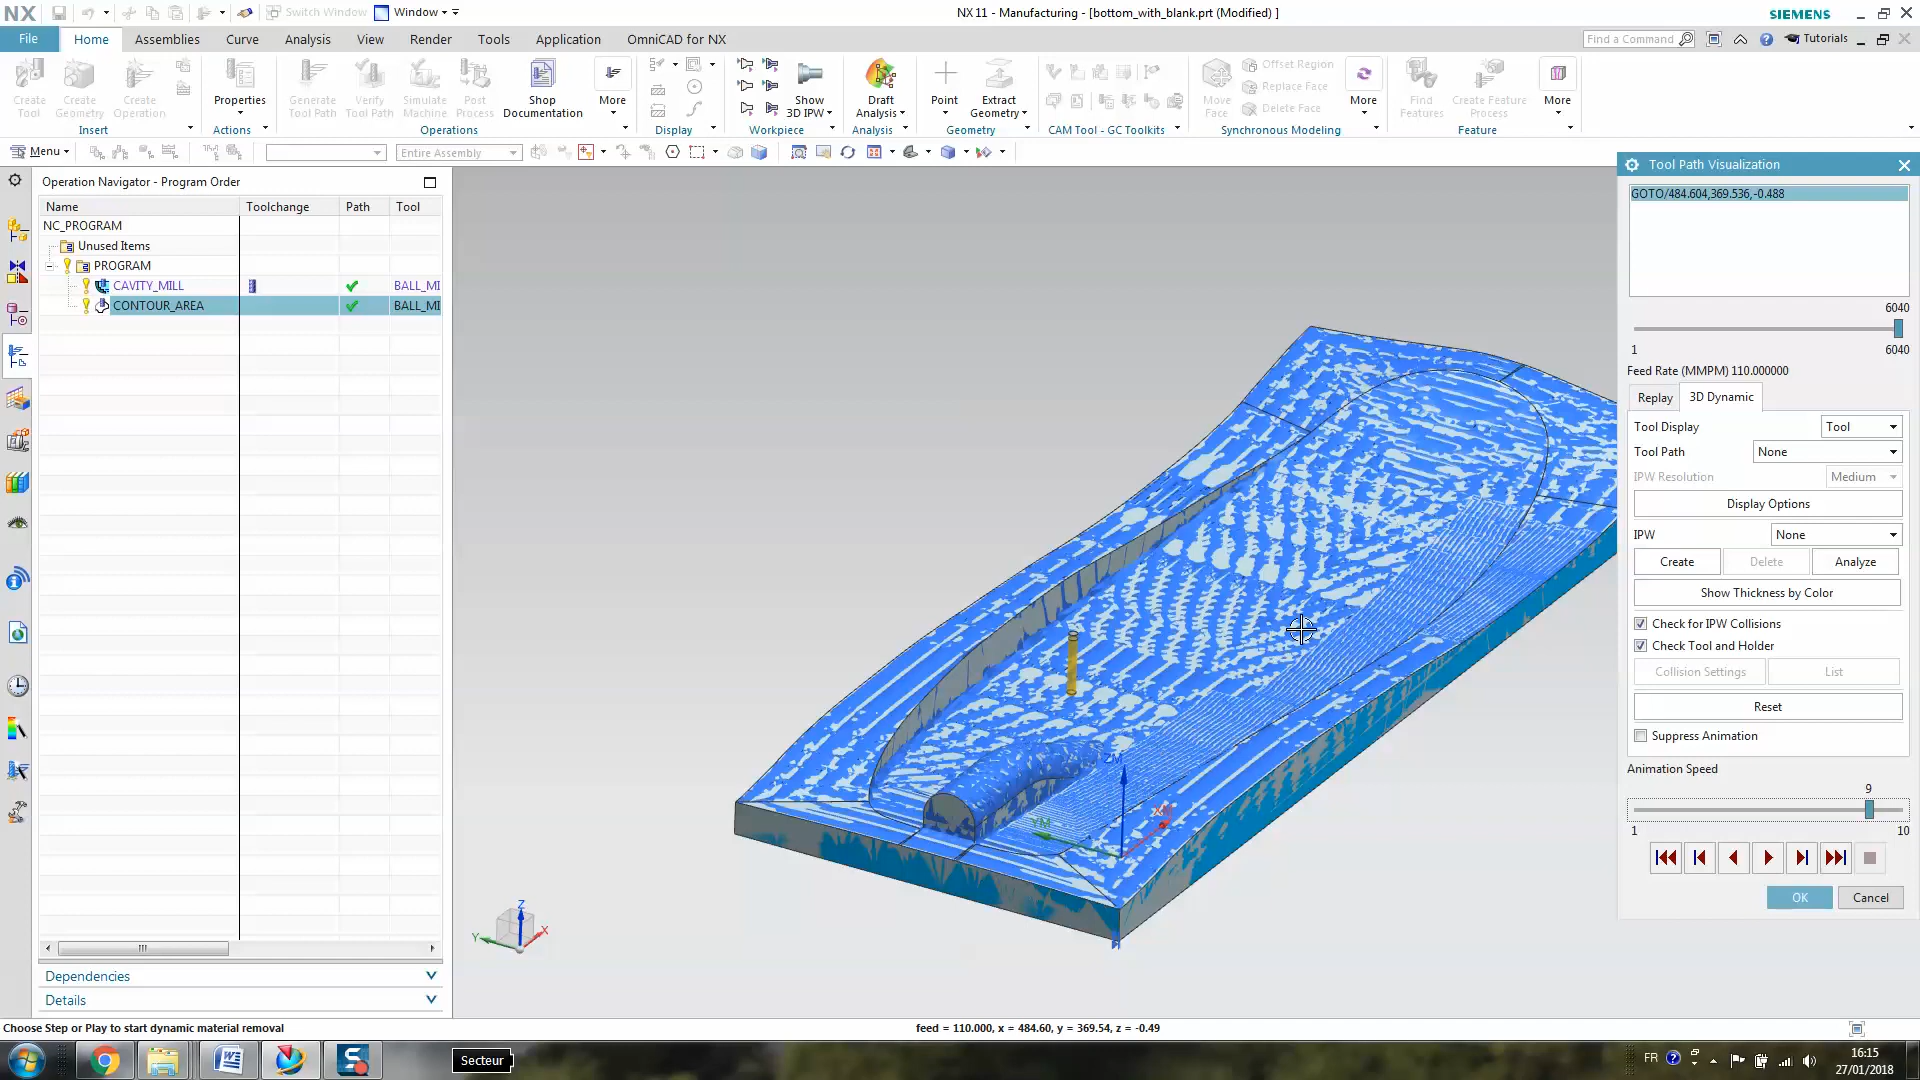 NX Switch Window Window NX 11 - Manufacturing - [bottom_with_blank.prt (Modified) ] SIEMENS
File Home Assemblies Curve Analysis View Render Tools Application OmniCAD for NX Find a Command Tutorials
Create Tool Create Geometry Create Operation Properties Generate Tool Path Verify Tool Path Simulate Machine Post Process Shop Documentation More Show 3D IPW Draft Analysis Point Extract Geometry Move Face Offset Region Replace Face Delete Face More Find Features Create Feature Process More
Insert Actions Operations Display Workpiece Analysis Geometry CAM Tool - GC Toolkits Synchronous Modeling Feature
Menu Entire Assembly
Operation Navigator - Program Order
Name Toolchange Path Tool
NC_PROGRAM
Unused Items
PROGRAM
CAVITY_MILL BALL_MI
CONTOUR_AREA BALL_MI
Dependencies
Details
ZM
XM
YM
Z
Y X
Tool Path Visualization
GOTO/484.604,369.536,-0.488
6040
1 6040
Feed Rate (MMPM) 110.000000
Replay 3D Dynamic
Tool Display Tool
Tool Path None
IPW Resolution Medium
Display Options
IPW None
Create Delete Analyze
Show Thickness by Color
Check for IPW Collisions
Check Tool and Holder
Collision Settings List
Reset
Suppress Animation
Animation Speed
9
1 10
OK Cancel
Choose Step or Play to start dynamic material removal feed = 110.000, x = 484.60, y = 369.54, z = -0.49
Secteur FR 16:15
27/01/2018